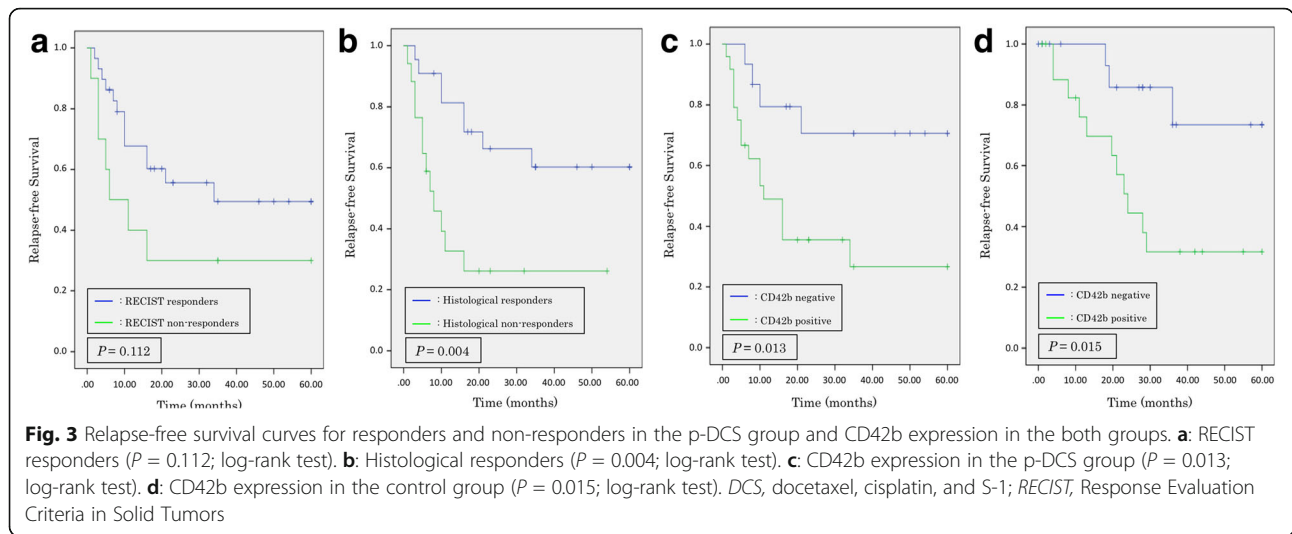 a
1.0
0.8
0.6
0.4
0.2
0.0
Relapse-free Survival
: RECIST responders
: RECIST non-responders
P = 0.112
.00 10.00 20.00 30.00 40.00 50.00 60.00
Time (months)
b
1.0
0.8
0.6
0.4
0.2
0.0
Relapse-free Survival
: Histological responders
: Histological non-responders
P = 0.004
.00 10.00 20.00 30.00 40.00 50.00 60.00
Time (months)
c
1.0
0.8
0.6
0.4
0.2
0.0
Relapse-free Survival
: CD42b negative
: CD42b positive
P = 0.013
.00 10.00 20.00 30.00 40.00 50.00 60.00
Time (months)
d
1.0
0.8
0.6
0.4
0.2
0.0
Relapse-free Survival
: CD42b negative
: CD42b positive
P = 0.015
.00 10.00 20.00 30.00 40.00 50.00 60.00
Time (months)
Fig. 3 Relapse-free survival curves for responders and non-responders in the p-DCS group and CD42b expression in the both groups. a: RECIST
responders (P = 0.112; log-rank test). b: Histological responders (P = 0.004; log-rank test). c: CD42b expression in the p-DCS group (P = 0.013;
log-rank test). d: CD42b expression in the control group (P = 0.015; log-rank test). DCS, docetaxel, cisplatin, and S-1; RECIST, Response Evaluation
Criteria in Solid Tumors